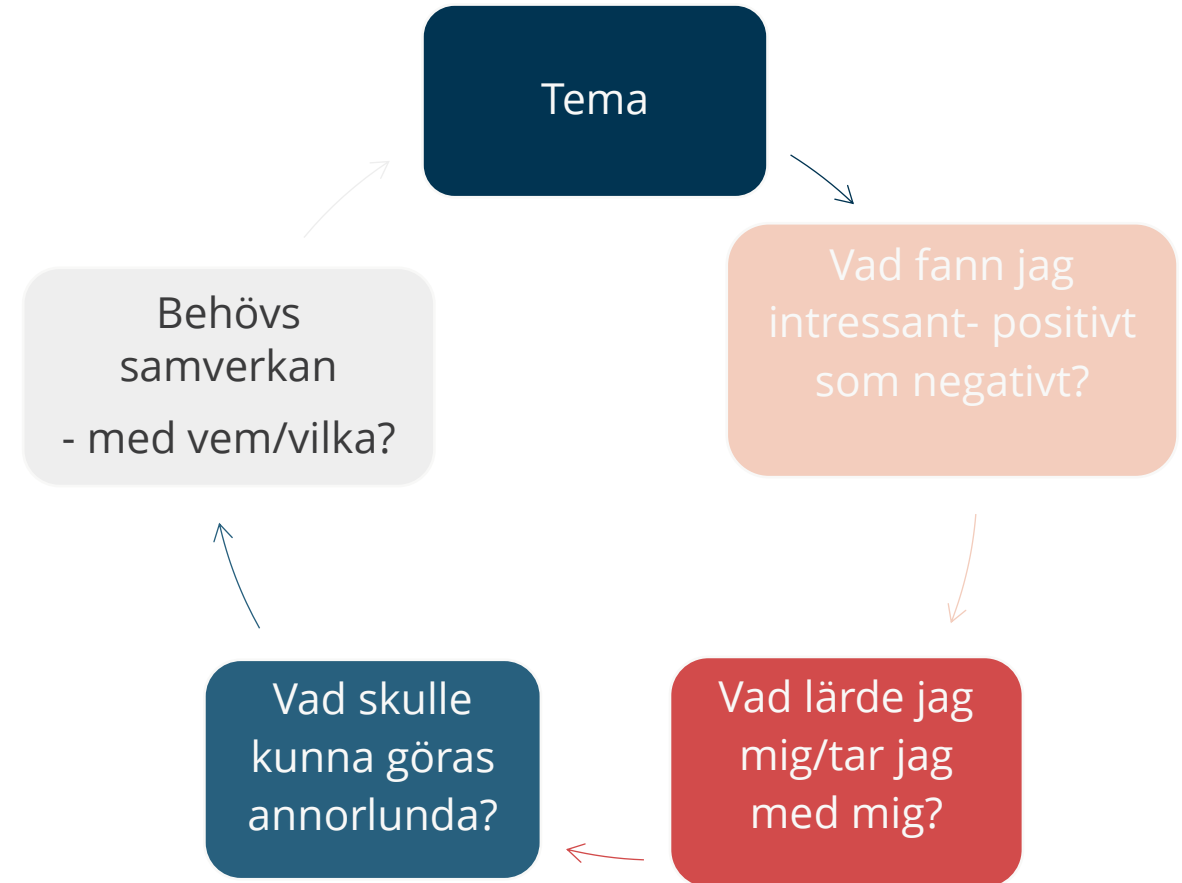 Tema
Vad fann jag
intressant- positivt
som negativt?
Vad lärde jag
mig/tar jag
med mig?
Vad skulle
kunna göras
annorlunda?
Behövs
samverkan
- med vem/vilka?